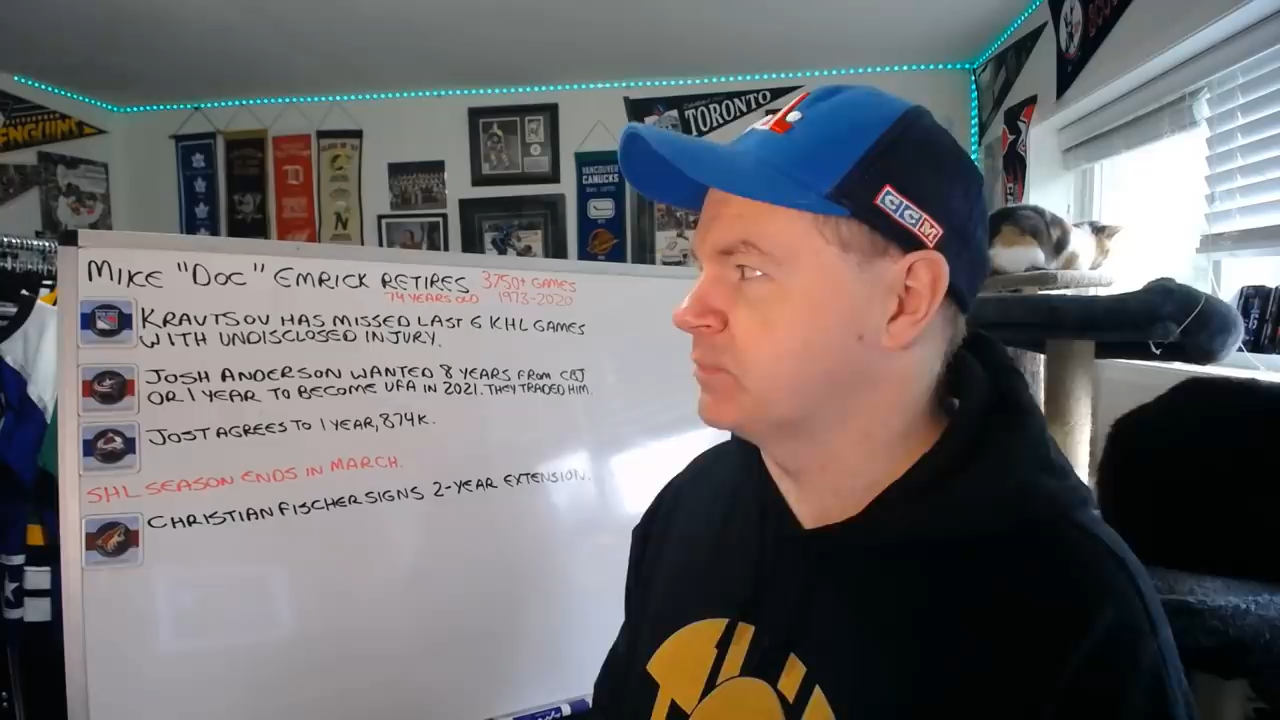 PENGUINS
TORONTO
VANCOUVER
CANUCKS
CCM
MIKE "DOC" EMRICK RETIRES 3750+ GAMES
74 YEARS OLD 1973-2020
KRAVTSOV HAS MISSED LAST 6 KHL GAMES
WITH UNDISCLOSED INJURY.
JOSH ANDERSON WANTED 8 YEARS FROM CBJ
OR 1 YEAR TO BECOME UFA IN 2021. THEY TRADED HIM.
JOST AGREES TO 1 YEAR, 874K.
SHL SEASON ENDS IN MARCH.
CHRISTIAN FISCHER SIGNS 2-YEAR EXTENSION.